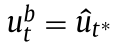 $u_t^b = \hat{u}_{t^*}$